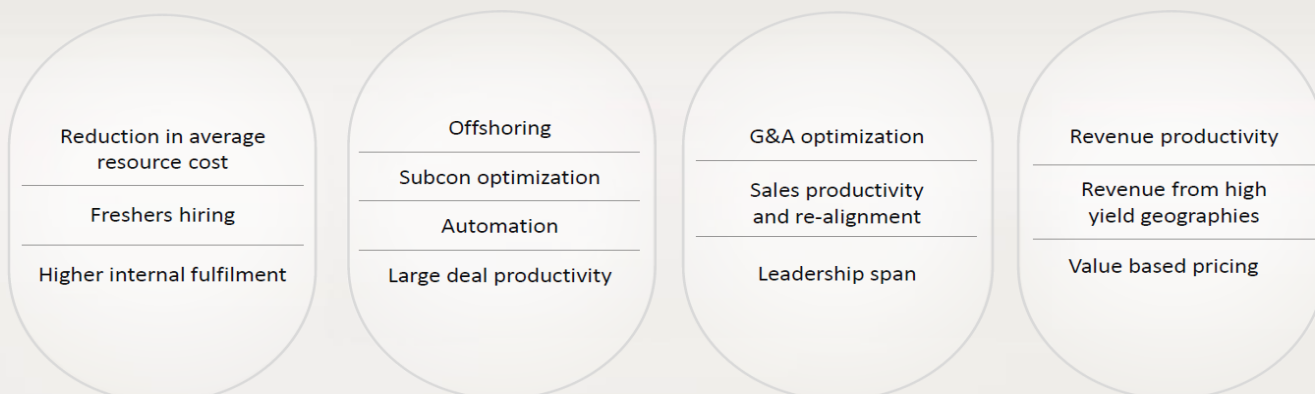 Reduction in average
resource cost
Freshers hiring
Higher internal fulfilment
Offshoring
Subcon optimization
Automation
Large deal productivity
G&A optimization
Sales productivity
and re-alignment
Leadership span
Revenue productivity
Revenue from high
yield geographies
Value based pricing